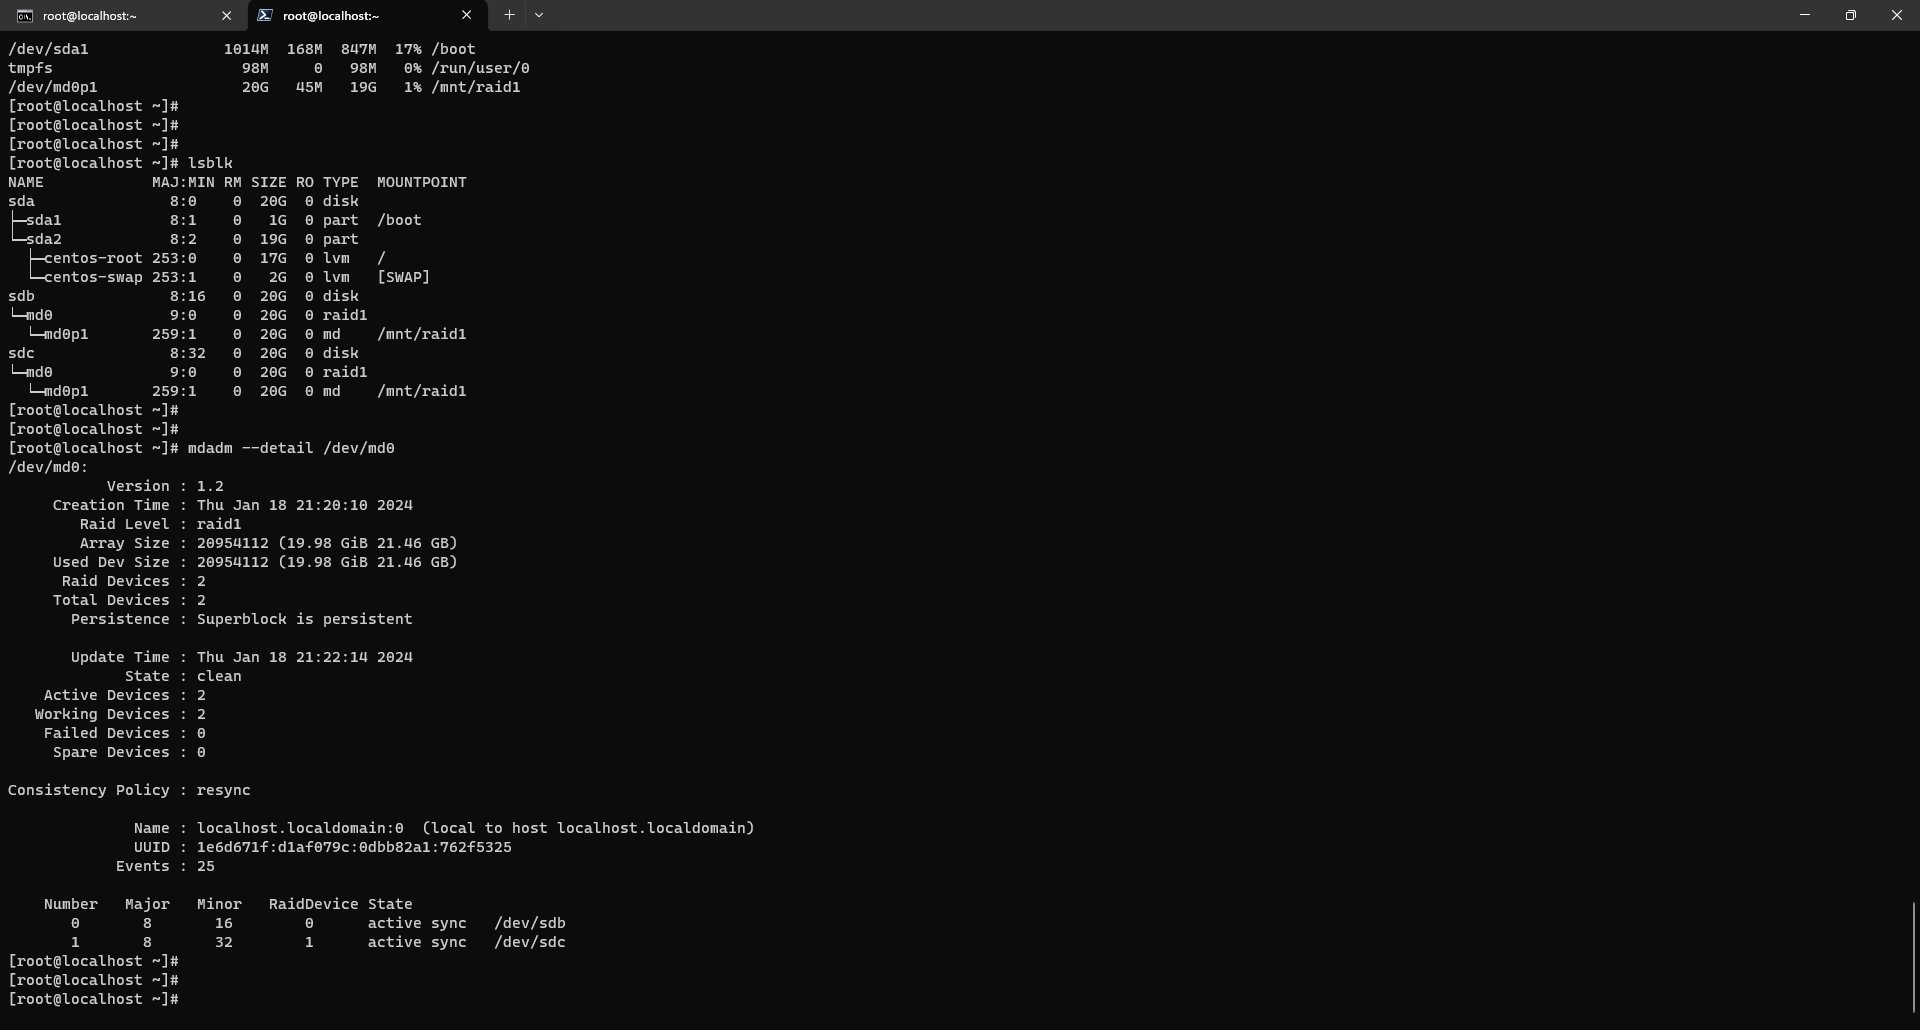 root@localhost:~
root@localhost:~
/dev/sda1               1014M  168M  847M  17% /boot
tmpfs                     98M     0   98M   0% /run/user/0
/dev/md0p1                20G   45M   19G   1% /mnt/raid1
[root@localhost ~]#
[root@localhost ~]#
[root@localhost ~]#
[root@localhost ~]# lsblk
NAME            MAJ:MIN RM SIZE RO TYPE  MOUNTPOINT
sda               8:0    0  20G  0 disk
├─sda1            8:1    0   1G  0 part  /boot
└─sda2            8:2    0  19G  0 part
  ├─centos-root 253:0    0  17G  0 lvm   /
  └─centos-swap 253:1    0   2G  0 lvm   [SWAP]
sdb               8:16   0  20G  0 disk
└─md0             9:0    0  20G  0 raid1
  └─md0p1       259:1    0  20G  0 md    /mnt/raid1
sdc               8:32   0  20G  0 disk
└─md0             9:0    0  20G  0 raid1
  └─md0p1       259:1    0  20G  0 md    /mnt/raid1
[root@localhost ~]#
[root@localhost ~]#
[root@localhost ~]# mdadm --detail /dev/md0
/dev/md0:
           Version : 1.2
     Creation Time : Thu Jan 18 21:20:10 2024
        Raid Level : raid1
        Array Size : 20954112 (19.98 GiB 21.46 GB)
     Used Dev Size : 20954112 (19.98 GiB 21.46 GB)
      Raid Devices : 2
     Total Devices : 2
       Persistence : Superblock is persistent

       Update Time : Thu Jan 18 21:22:14 2024
             State : clean
    Active Devices : 2
   Working Devices : 2
    Failed Devices : 0
     Spare Devices : 0

Consistency Policy : resync

              Name : localhost.localdomain:0  (local to host localhost.localdomain)
              UUID : 1e6d671f:d1af079c:0dbb82a1:762f5325
            Events : 25

    Number   Major   Minor   RaidDevice State
       0       8       16        0      active sync   /dev/sdb
       1       8       32        1      active sync   /dev/sdc
[root@localhost ~]#
[root@localhost ~]#
[root@localhost ~]#